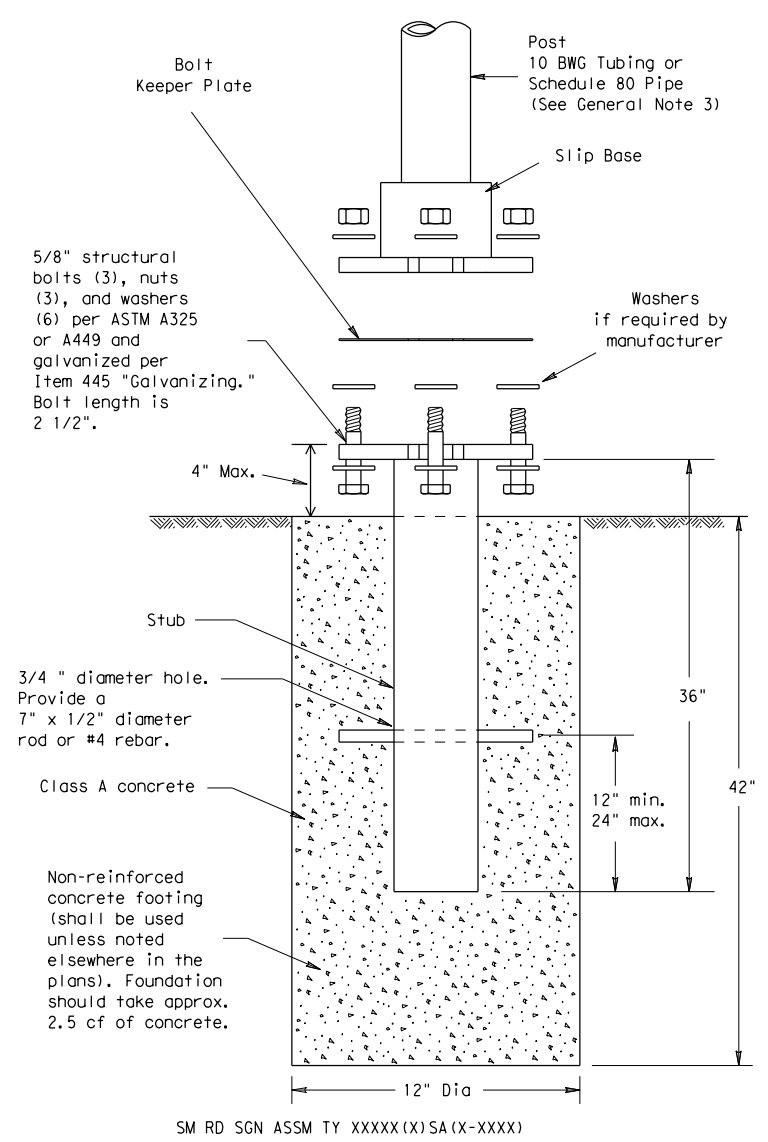 Post
10 BWG Tubing or
Schedule 80 Pipe
(See General Note 3)
Bolt
Keeper Plate
Slip Base
5/8" structural
bolts (3), nuts
(3), and washers
(6) per ASTM A325
or A449 and
galvanized per
Item 445 "Galvanizing."
Bolt length is
2 1/2".
Washers
if required by
manufacturer
4" Max.
Stub
3/4 " diameter hole.
Provide a
7" x 1/2" diameter
rod or #4 rebar.
36"
Class A concrete
42"
12" min.
24" max.
Non-reinforced
concrete footing
(shall be used
unless noted
elsewhere in the
plans). Foundation
should take approx.
2.5 cf of concrete.
12" Dia
SM RD SGN ASSM TY XXXXX(X)SA(X-XXXX)